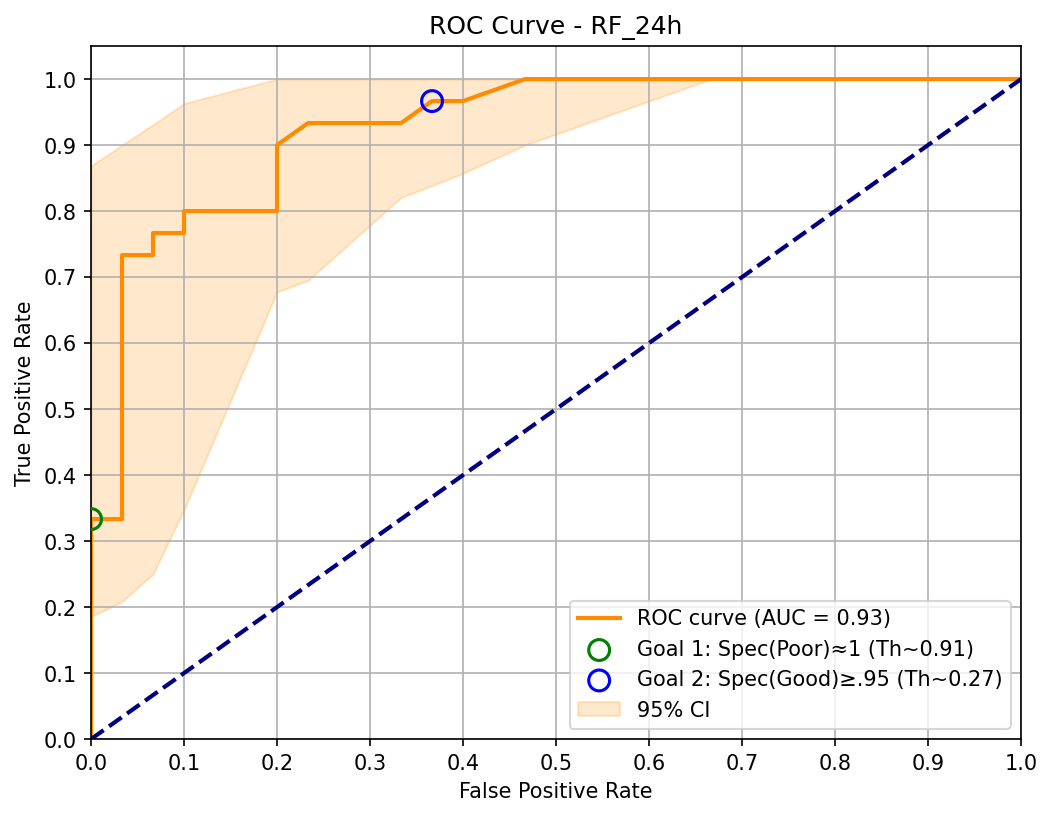 ROC Curve - RF_24h
True Positive Rate
1.0
0.9
0.8
0.7
0.6
0.5
0.4
0.3
0.2
0.1
0.0
ROC curve (AUC = 0.93)
Goal 1: Spec(Poor)≈1 (Th~0.91)
Goal 2: Spec(Good)≥.95 (Th~0.27)
95% CI
0.0 0.1 0.2 0.3 0.4 0.5 0.6 0.7 0.8 0.9 1.0
False Positive Rate